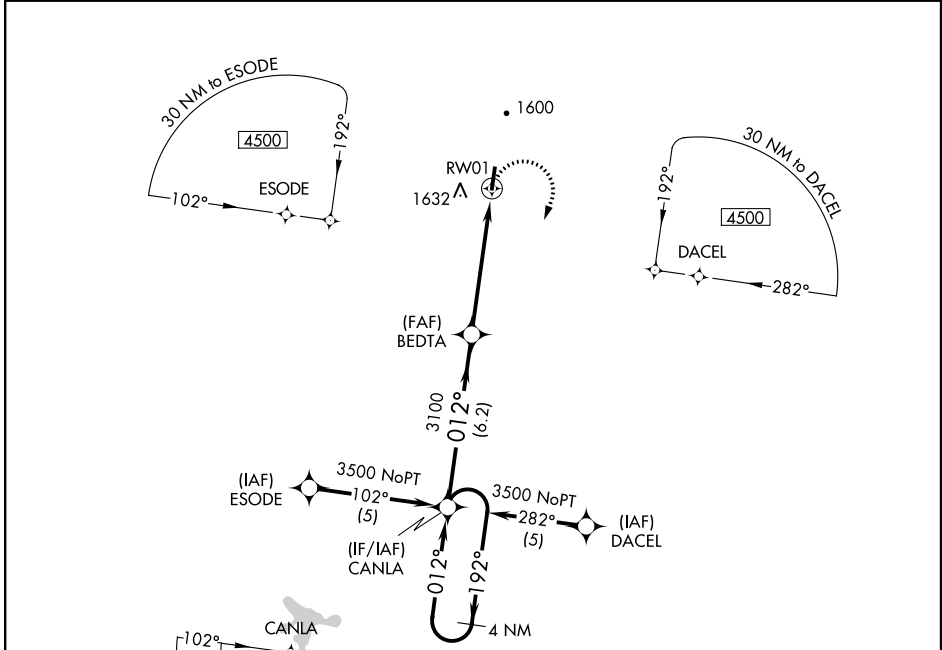 30 NM to ESODE
4500
192°
102°
ESODE
1600
RW01
1632
30 NM to DACEL
192°
4500
DACEL
282°
(FAF)
BEDTA
3100
012°
(6.2)
(IAF)
ESODE
3500 NoPT
102°
(5)
3500 NoPT
282°
(5)
(IAF)
DACEL
(IF/IAF)
CANLA
012°
192°
4 NM
CANLA
102°